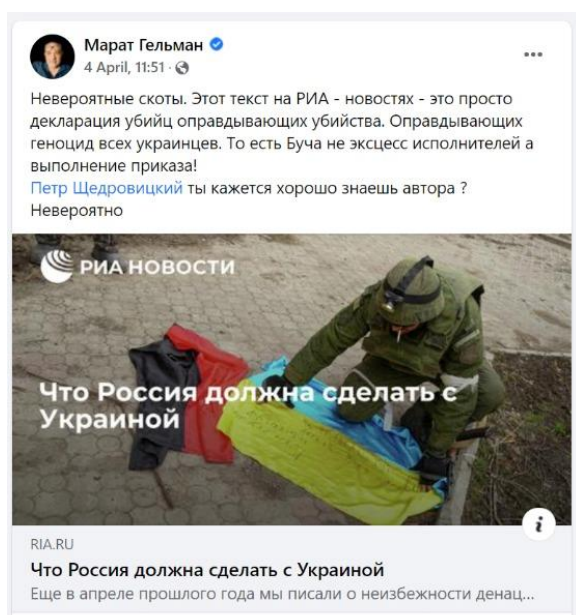 Марат Гельман
4 April, 11:51 ·
Невероятные скоты. Этот текст на РИА - новостях - это просто
декларация убийц оправдывающих убийства. Оправдывающих
геноцид всех украинцев. То есть Буча не эксцесс исполнителей а
выполнение приказа!
Петр Щедровицкий ты кажется хорошо знаешь автора ?
Невероятно
РИА НОВОСТИ
Что Россия должна сделать с
Украиной
i
RIA.RU
Что Россия должна сделать с Украиной
Еще в апреле прошлого года мы писали о неизбежности денац...